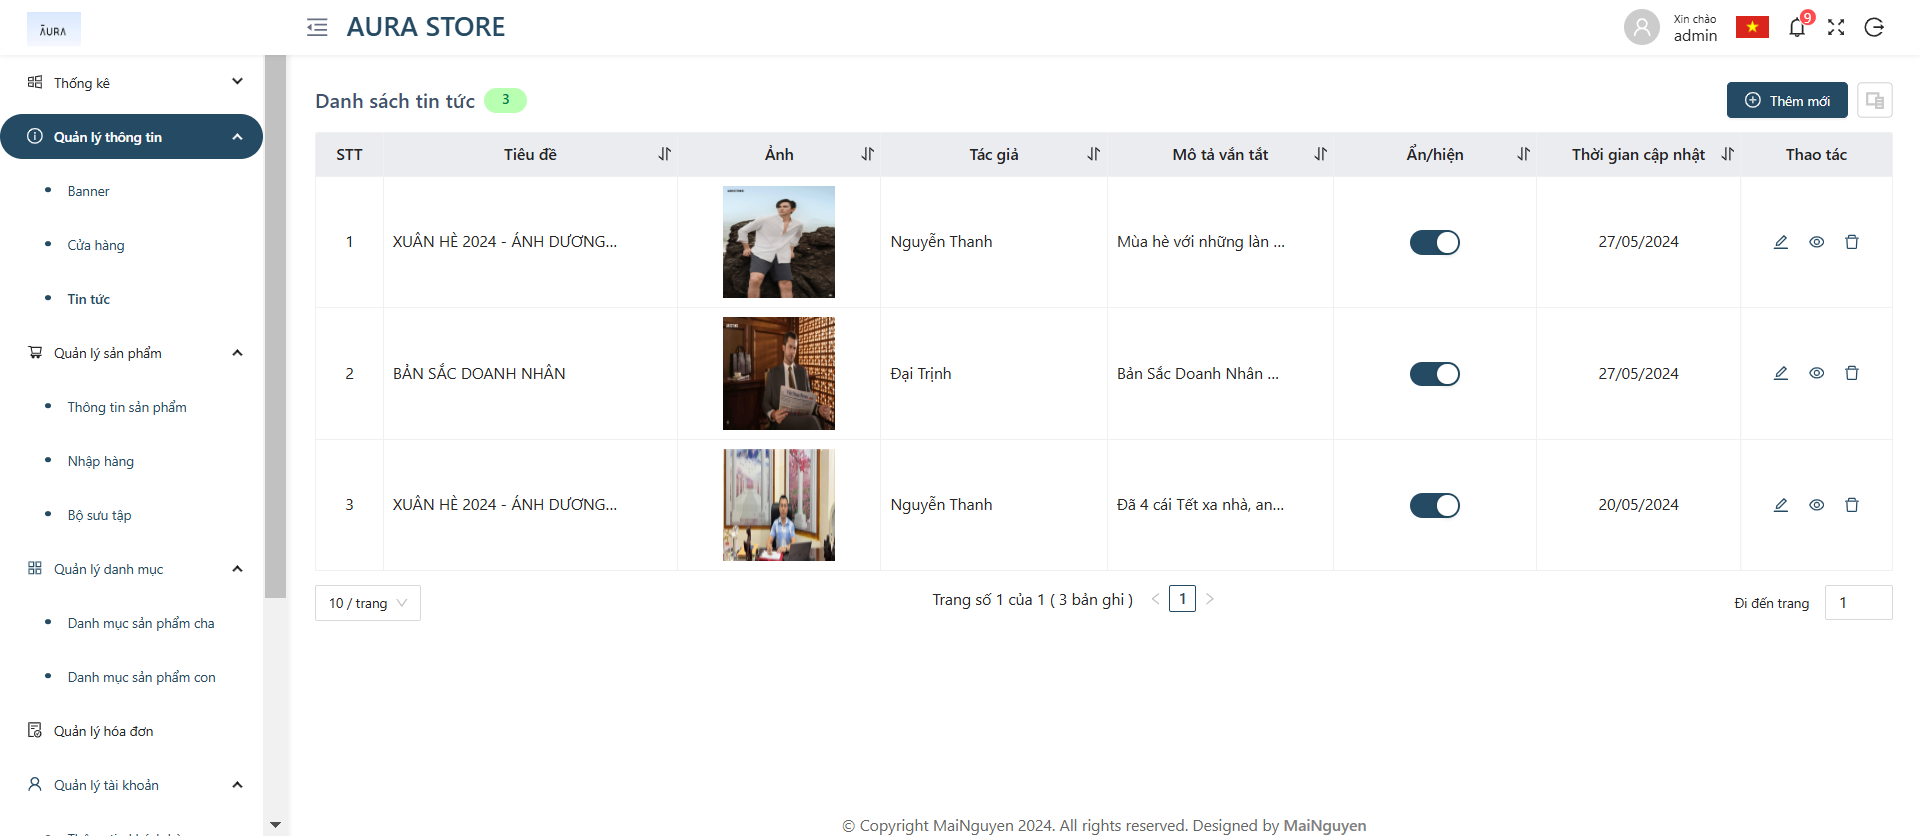 AURA
AURA STORE
Xin chào
admin
9
Thống kê
Quản lý thông tin
Banner
Cửa hàng
Tin tức
Quản lý sản phẩm
Thông tin sản phẩm
Nhập hàng
Bộ sưu tập
Quản lý danh mục
Danh mục sản phẩm cha
Danh mục sản phẩm con
Quản lý hóa đơn
Quản lý tài khoản
Danh sách tin tức 3
Thêm mới
STT Tiêu đề Ảnh Tác giả Mô tả vắn tắt Ẩn/hiện Thời gian cập nhật Thao tác
1 XUÂN HÈ 2024 - ÁNH DƯƠNG... Nguyễn Thanh Mùa hè với những làn ... 27/05/2024
2 BẢN SẮC DOANH NHÂN Đại Trịnh Bản Sắc Doanh Nhân ... 27/05/2024
3 XUÂN HÈ 2024 - ÁNH DƯƠNG... Nguyễn Thanh Đã 4 cái Tết xa nhà, an... 20/05/2024
10 / trang
Trang số 1 của 1 ( 3 bản ghi ) 1
Đi đến trang 1
© Copyright MaiNguyen 2024. All rights reserved. Designed by MaiNguyen